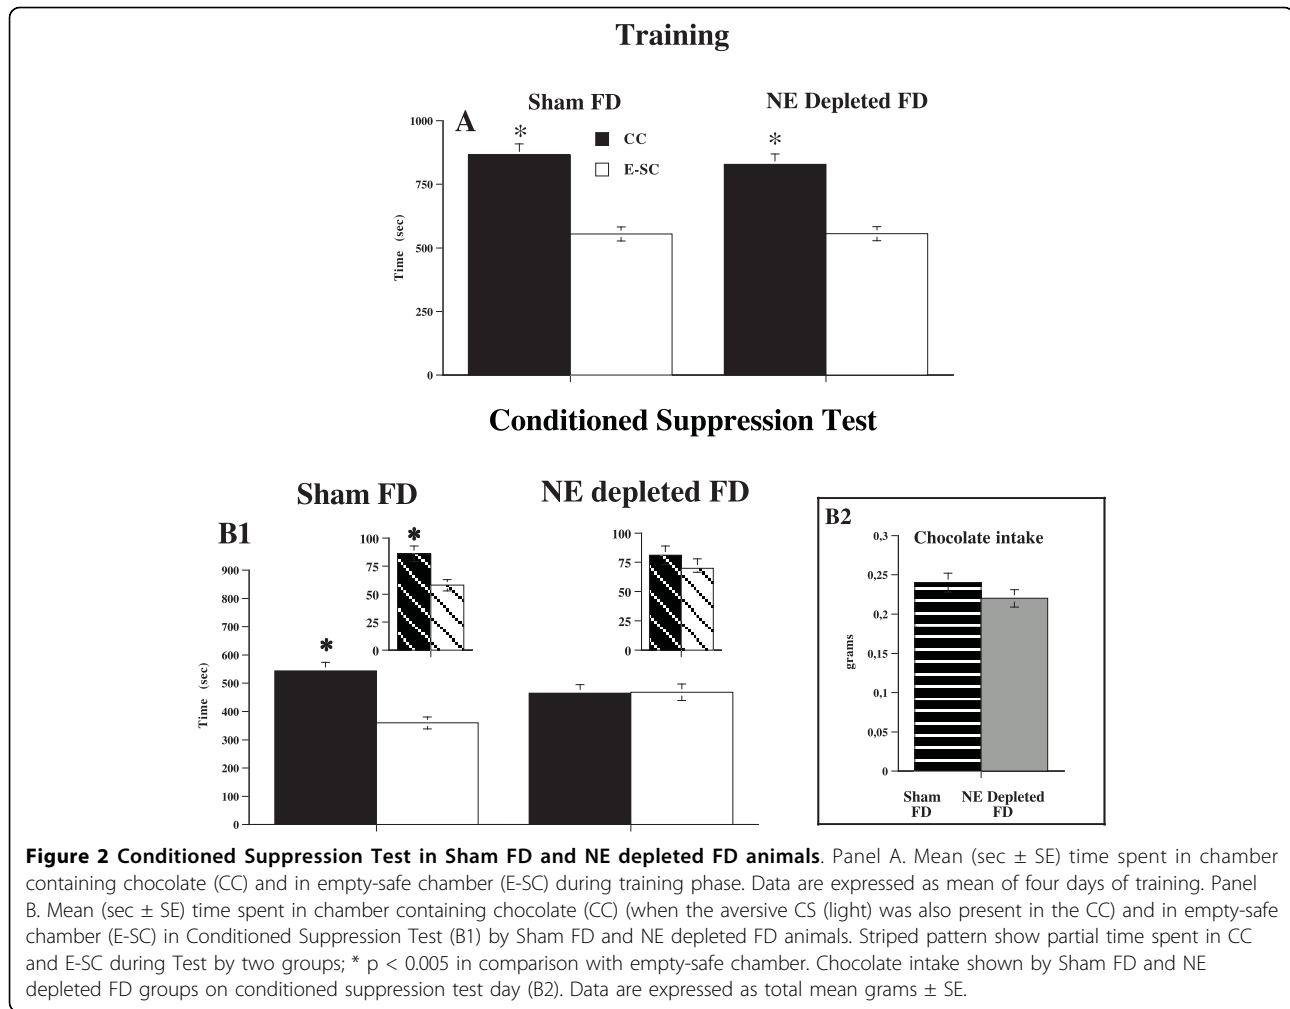 Training
Sham FD
NE Depleted FD
A
CC
E-SC
1000
750
500
250
0
Time (sec)
*
*
Conditioned Suppression Test
Sham FD
NE depleted FD
B1
900
800
700
600
500
400
300
200
100
0
Time (sec)
*
100
75
50
25
0
*
100
75
50
25
0
B2
Chocolate intake
0,3
0,25
0,2
0,15
0,1
0,05
0
grams
Sham
FD
NE Depleted
FD
Figure 2 Conditioned Suppression Test in Sham FD and NE depleted FD animals. Panel A. Mean (sec ± SE) time spent in chamber
containing chocolate (CC) and in empty-safe chamber (E-SC) during training phase. Data are expressed as mean of four days of training. Panel
B. Mean (sec ± SE) time spent in chamber containing chocolate (CC) (when the aversive CS (light) was also present in the CC) and in empty-safe
chamber (E-SC) in Conditioned Suppression Test (B1) by Sham FD and NE depleted FD animals. Striped pattern show partial time spent in CC
and E-SC during Test by two groups; * p < 0.005 in comparison with empty-safe chamber. Chocolate intake shown by Sham FD and NE
depleted FD groups on conditioned suppression test day (B2). Data are expressed as total mean grams ± SE.